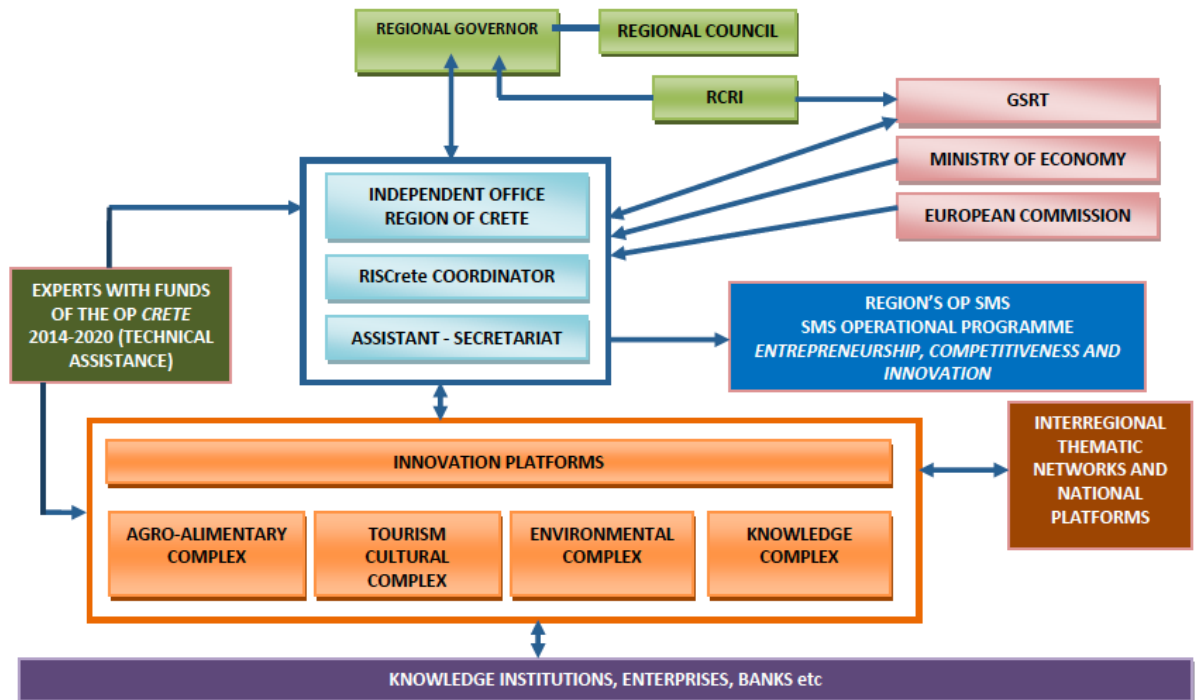 REGIONAL GOVERNOR
REGIONAL COUNCIL
RCRI
GSRT
MINISTRY OF ECONOMY
EUROPEAN COMMISSION
INDEPENDENT OFFICE
REGION OF CRETE
RISCrete COORDINATOR
ASSISTANT - SECRETARIAT
EXPERTS WITH FUNDS
OF THE OP CRETE
2014-2020 (TECHNICAL
ASSISTANCE)
REGION'S OP SMS
SMS OPERATIONAL PROGRAMME
ENTREPRENEURSHIP, COMPETITIVENESS AND
INNOVATION
INTERREGIONAL
THEMATIC
NETWORKS AND
NATIONAL
PLATFORMS
INNOVATION PLATFORMS
AGRO-ALIMENTARY
COMPLEX
TOURISM
CULTURAL
COMPLEX
ENVIRONMENTAL
COMPLEX
KNOWLEDGE
COMPLEX
KNOWLEDGE INSTITUTIONS, ENTERPRISES, BANKS etc